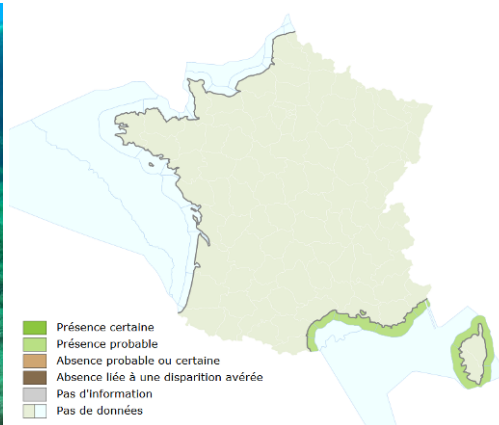 Présence certaine
Présence probable
Absence probable ou certaine
Absence liée à une disparition avérée
Pas d'information
Pas de données